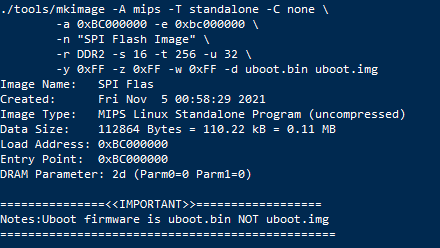 ./tools/mkimage -A mips -T standalone -C none \
-a 0xBC000000 -e 0xbc000000 \
-n "SPI Flash Image" \
-r DDR2 -s 16 -t 256 -u 32 \
-y 0xFF -z 0xFF -w 0xFF -d uboot.bin uboot.img
Image Name:   SPI Flas
Created:      Fri Nov  5 00:58:29 2021
Image Type:   MIPS Linux Standalone Program (uncompressed)
Data Size:    112864 Bytes = 110.22 kB = 0.11 MB
Load Address: 0xBC000000
Entry Point:  0xBC000000
DRAM Parameter: 2d (Parm0=0 Parm1=0)
===============<<IMPORTANT>>==================
Notes:Uboot firmware is uboot.bin NOT uboot.img
================================================